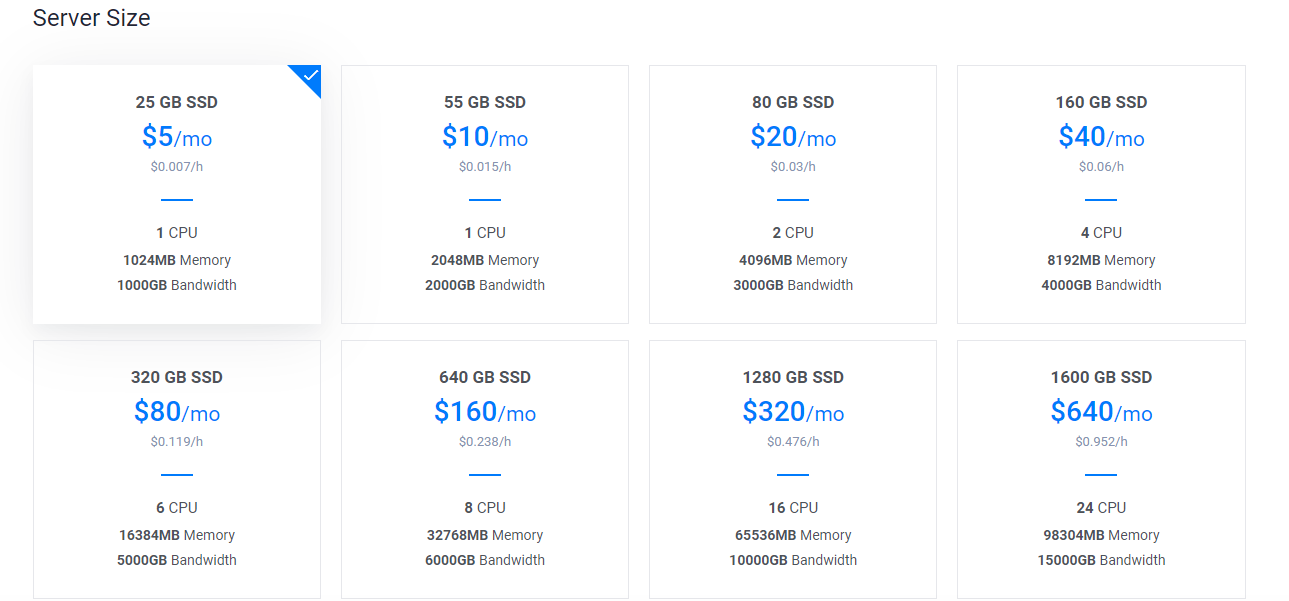 Server Size
25 GB SSD
$5/mo
$0.007/h
1 CPU
1024MB Memory
1000GB Bandwidth
55 GB SSD
$10/mo
$0.015/h
1 CPU
2048MB Memory
2000GB Bandwidth
80 GB SSD
$20/mo
$0.03/h
2 CPU
4096MB Memory
3000GB Bandwidth
160 GB SSD
$40/mo
$0.06/h
4 CPU
8192MB Memory
4000GB Bandwidth
320 GB SSD
$80/mo
$0.119/h
6 CPU
16384MB Memory
5000GB Bandwidth
640 GB SSD
$160/mo
$0.238/h
8 CPU
32768MB Memory
6000GB Bandwidth
1280 GB SSD
$320/mo
$0.476/h
16 CPU
65536MB Memory
10000GB Bandwidth
1600 GB SSD
$640/mo
$0.952/h
24 CPU
98304MB Memory
15000GB Bandwidth